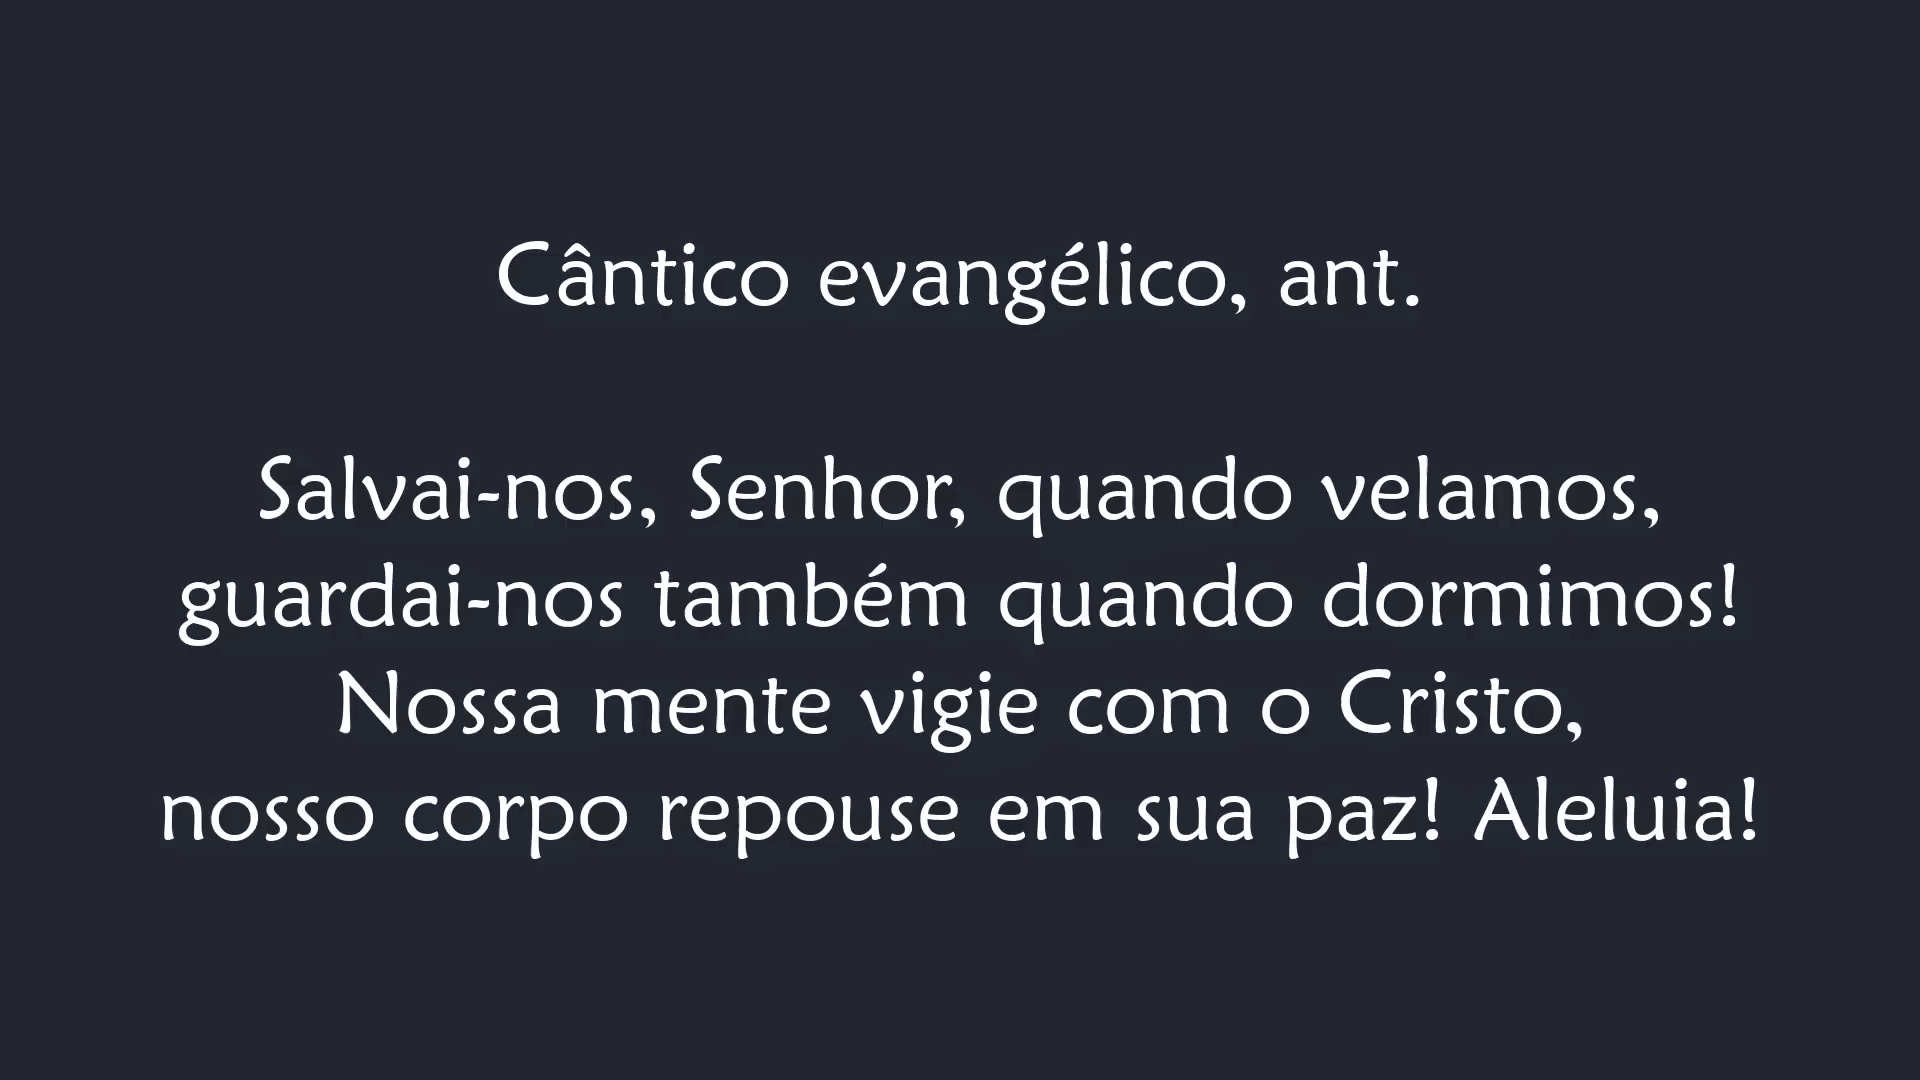 Cântico evangélico, ant.
Salvai-nos, Senhor, quando velamos,
guardai-nos também quando dormimos!
Nossa mente vigie com o Cristo,
nosso corpo repouse em sua paz! Aleluia!